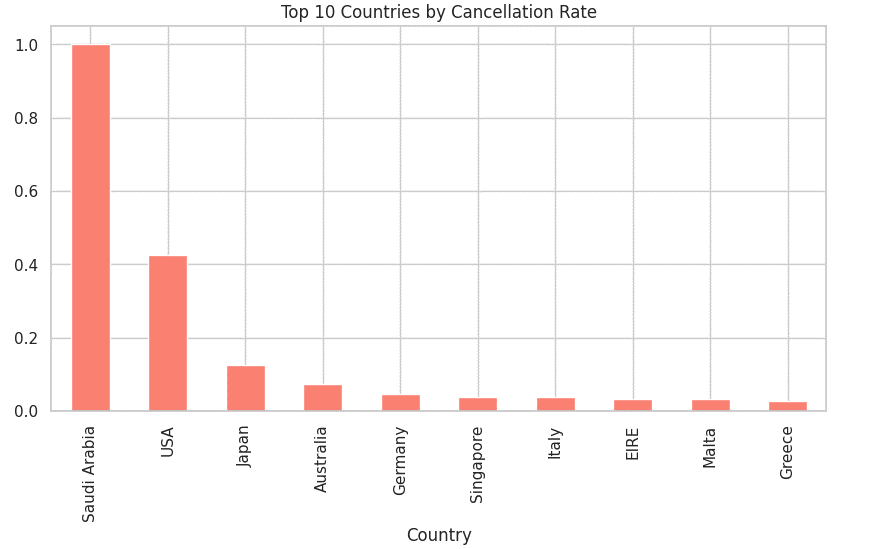 Top 10 Countries by Cancellation Rate
1.0
0.8
0.6
0.4
0.2
0.0
Saudi Arabia
USA
Japan
Australia
Germany
Singapore
Italy
EIRE
Malta
Greece
Country